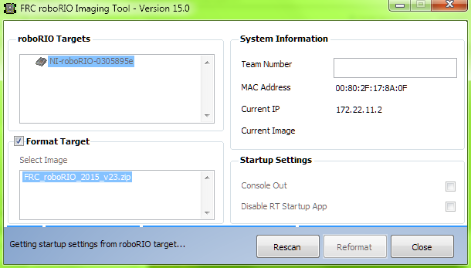 FRC roboRIO Imaging Tool - Version 15.0
roboRIO Targets
NI-roboRIO-0305895e
Format Target
Select Image
FRC_roboRIO_2015_v23.zip
System Information
Team Number
MAC Address 00:80:2F:17:8A:0F
Current IP 172.22.11.2
Current Image
Startup Settings
Console Out
Disable RT Startup App
Getting startup settings from roboRIO target... Rescan Reformat Close